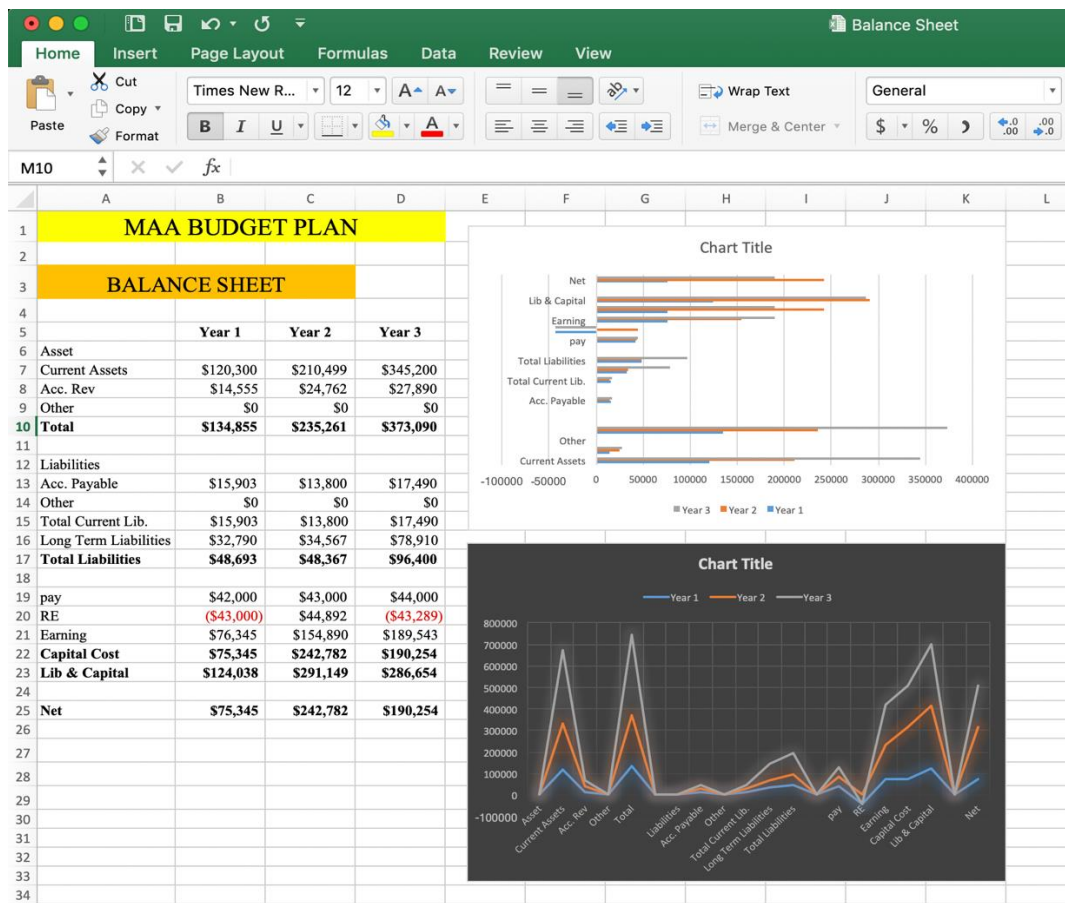 Balance Sheet
Home Insert Page Layout Formulas Data Review View
Paste
Cut
Copy
Format
Times New R... 12 A A
B I U A
Wrap Text
Merge & Center
General
$ % .0 .00 .00 .0
M10 fx
A B C D E F G H I J K L
1 MAA BUDGET PLAN
2
3 BALANCE SHEET
4
5 Year 1 Year 2 Year 3
6 Asset
7 Current Assets $120,300 $210,499 $345,200
8 Acc. Rev $14,555 $24,762 $27,890
9 Other $0 $0 $0
10 Total $134,855 $235,261 $373,090
11
12 Liabilities
13 Acc. Payable $15,903 $13,800 $17,490
14 Other $0 $0 $0
15 Total Current Lib. $15,903 $13,800 $17,490
16 Long Term Liabilities $32,790 $34,567 $78,910
17 Total Liabilities $48,693 $48,367 $96,400
18
19 pay $42,000 $43,000 $44,000
20 RE ($43,000) $44,892 ($43,289)
21 Earning $76,345 $154,890 $189,543
22 Capital Cost $75,345 $242,782 $190,254
23 Lib & Capital $124,038 $291,149 $286,654
24
25 Net $75,345 $242,782 $190,254
26
27
28
29
30
31
32
33
34
Chart Title
Net
Lib & Capital
Earning
pay
Total Liabilities
Total Current Lib.
Acc. Payable
Other
Current Assets
-100000 -50000 0 50000 100000 150000 200000 250000 300000 350000 400000
Year 3 Year 2 Year 1
Chart Title
Year 1 Year 2 Year 3
800000
700000
600000
500000
400000
300000
200000
100000
0
-100000
Asset Current Assets Acc. Rev Other Total Liabilities Acc. Payable Other Total Current Lib. Long Term Liabilities Total Liabilities pay RE Earning Capital Cost Lib & Capital Net